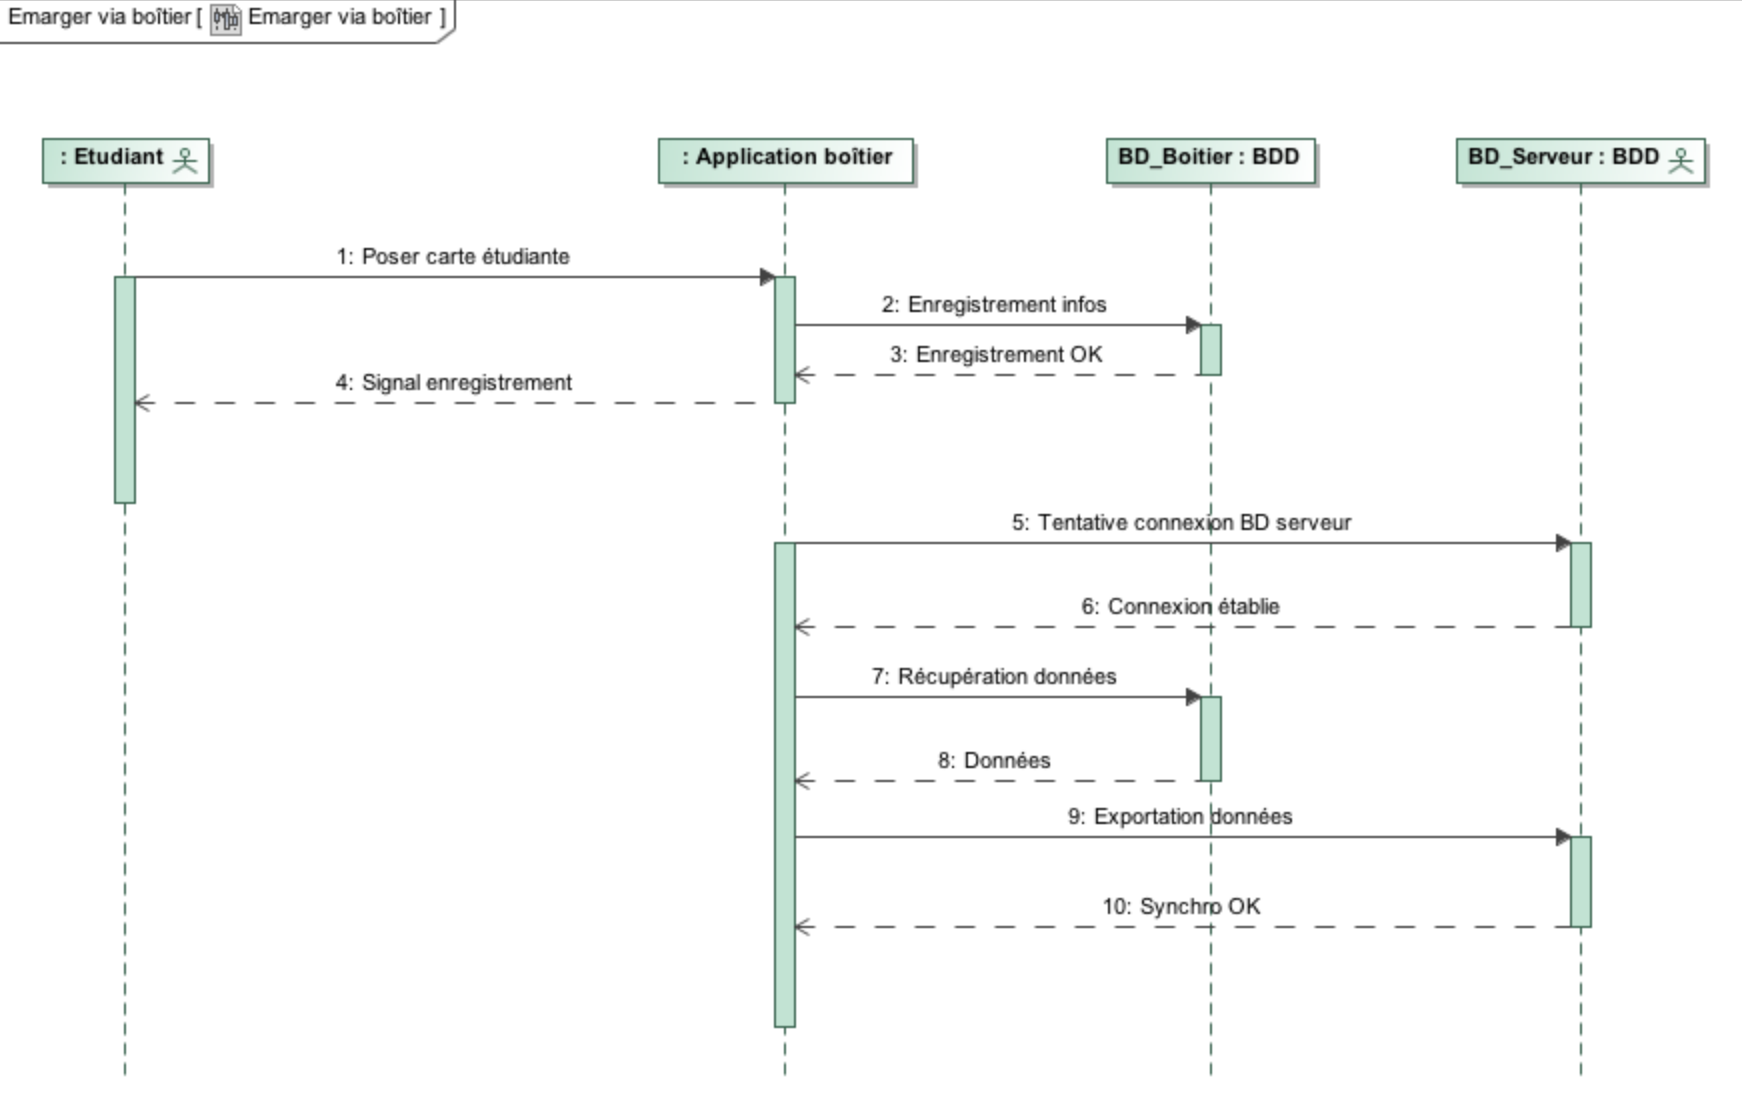 Emarger via boîtier [ Emarger via boîtier ]
: Etudiant
: Application boîtier
BD_Boitier : BDD
BD_Serveur : BDD
1: Poser carte étudiante
2: Enregistrement infos
3: Enregistrement OK
4: Signal enregistrement
5: Tentative connexion BD serveur
6: Connexion établie
7: Récupération données
8: Données
9: Exportation données
10: Synchro OK